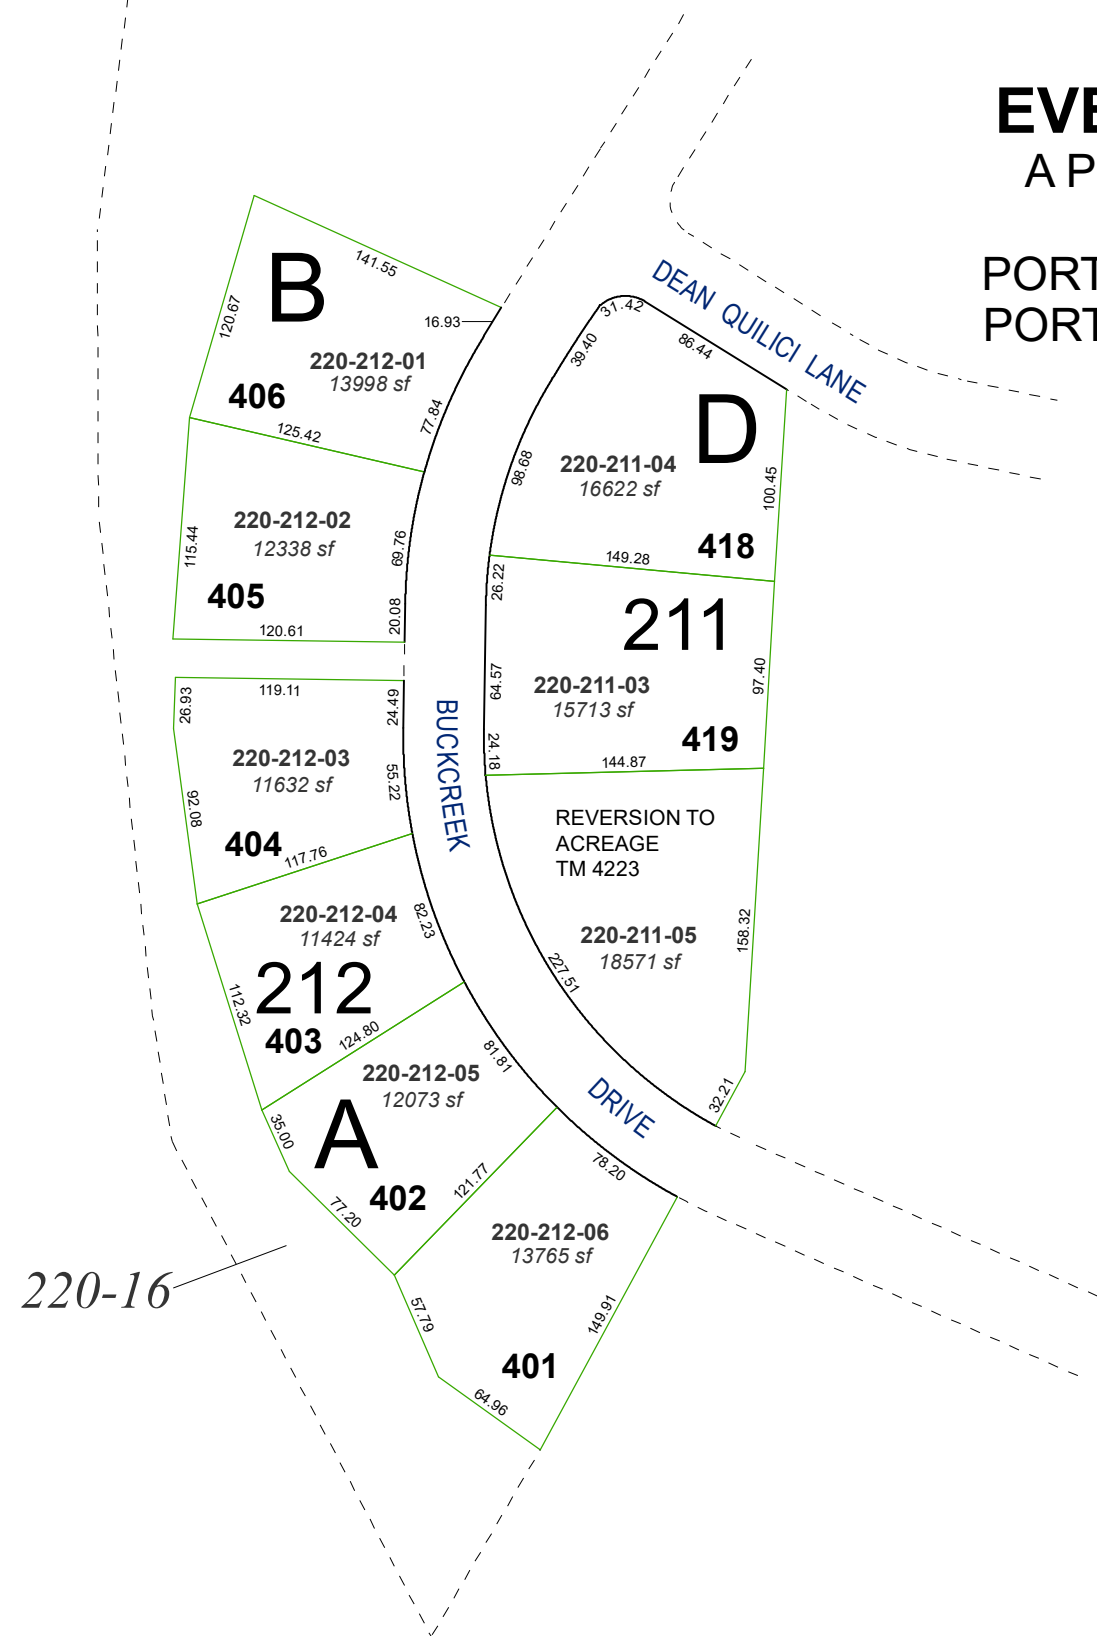 EVE
A P
PORT
PORT
DEAN QUILICI LANE
141.55
B
120.67
16.93
220-212-01
13998 sf
406
77.84
125.42
31.42
39.40
86.44
D
98.68
220-211-04
16622 sf
100.45
418
149.28
220-212-02
12338 sf
115.44
69.76
405
20.08
120.61
26.22
211
64.57
97.40
220-211-03
15713 sf
419
24.18
144.87
119.11
26.93
24.49
220-212-03
11632 sf
55.22
92.08
404
117.76
BUCKCREEK
REVERSION TO
ACREAGE
TM 4223
220-211-05
18571 sf
158.32
227.51
32.21
220-212-04
11424 sf
82.23
212
112.32
403
124.80
81.81
220-212-05
12073 sf
DRIVE
35.00
A
402
77.20
121.77
78.20
220-212-06
13765 sf
220-16
57.79
149.91
401
64.96